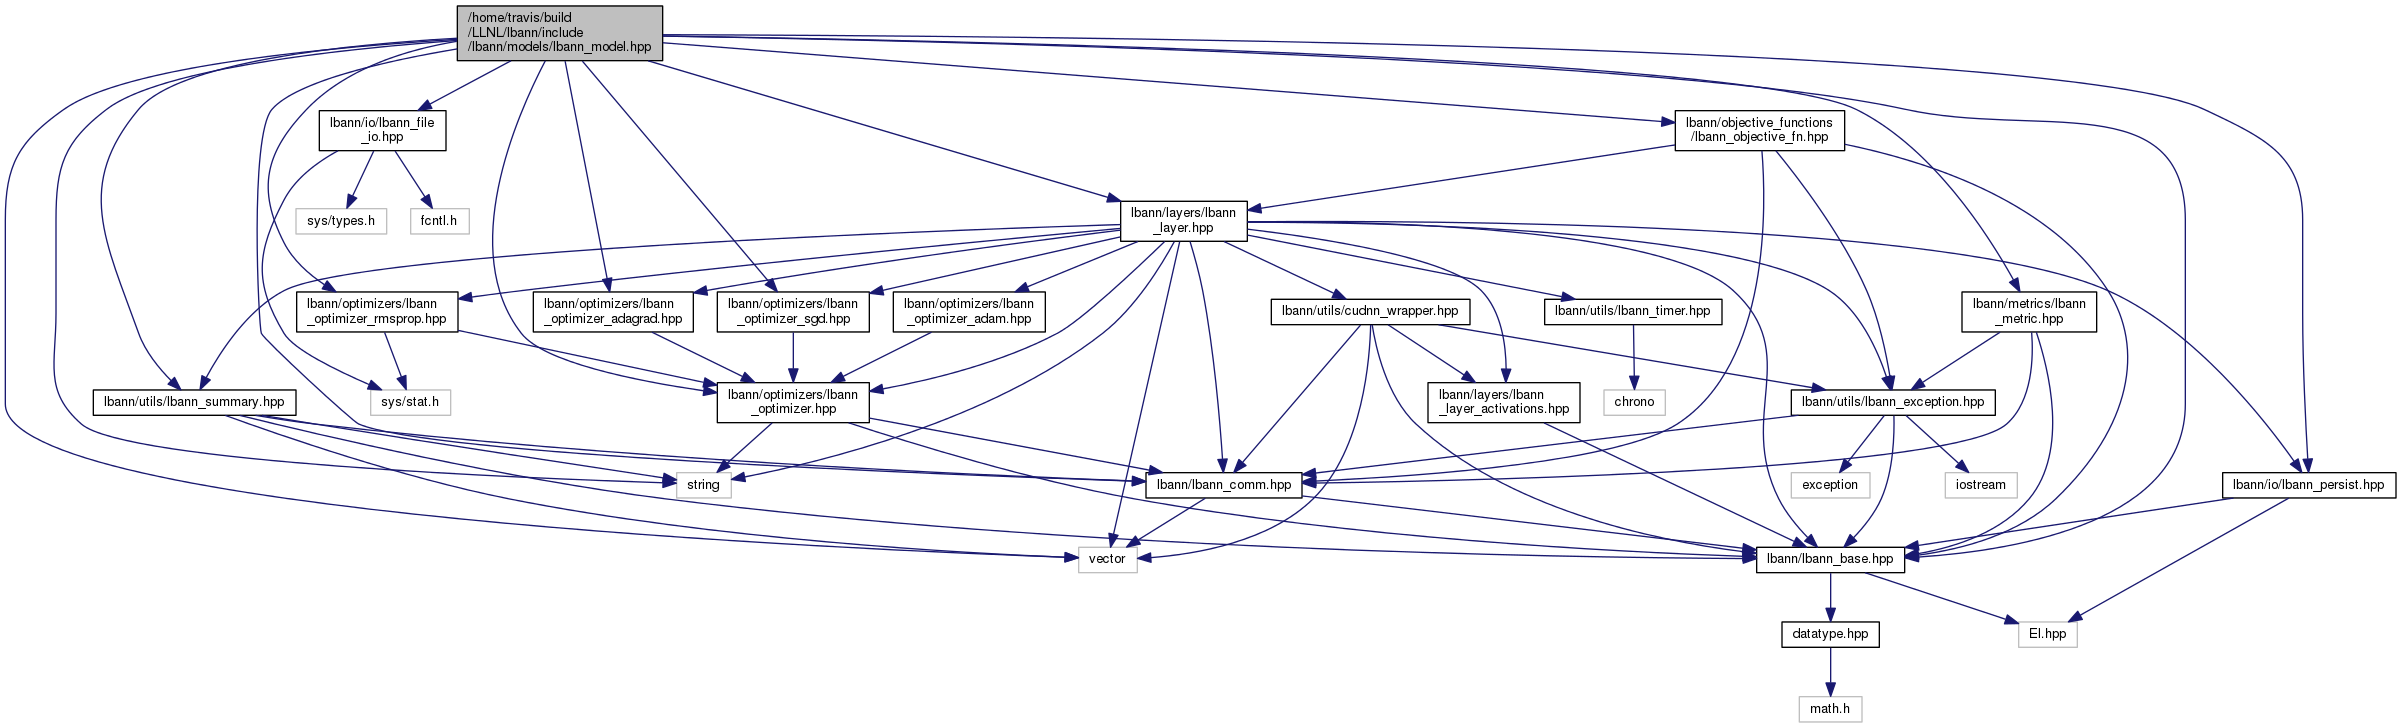 /home/travis/build
/LLNL/lbann/include
/lbann/models/lbann_model.hpp
lbann/io/lbann_file
_io.hpp
lbann/objective_functions
/lbann_objective_fn.hpp
sys/types.h
fcntl.h
lbann/layers/lbann
_layer.hpp
lbann/optimizers/lbann
_optimizer_rmsprop.hpp
lbann/optimizers/lbann
_optimizer_adagrad.hpp
lbann/optimizers/lbann
_optimizer_sgd.hpp
lbann/optimizers/lbann
_optimizer_adam.hpp
lbann/utils/cudnn_wrapper.hpp
lbann/utils/lbann_timer.hpp
lbann/metrics/lbann
_metric.hpp
lbann/utils/lbann_summary.hpp
sys/stat.h
lbann/optimizers/lbann
_optimizer.hpp
lbann/layers/lbann
_layer_activations.hpp
chrono
lbann/utils/lbann_exception.hpp
string
lbann/lbann_comm.hpp
exception
iostream
lbann/io/lbann_persist.hpp
vector
lbann/lbann_base.hpp
datatype.hpp
El.hpp
math.h